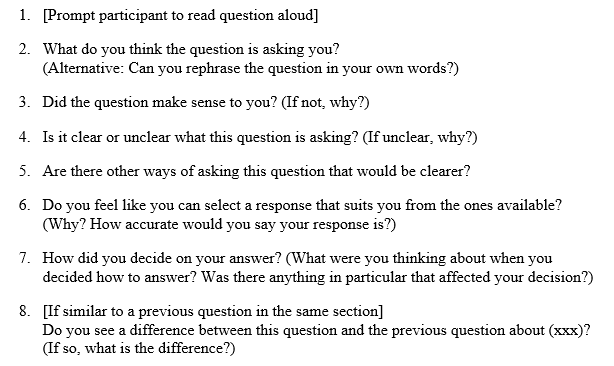 1. [Prompt participant to read question aloud]
2. What do you think the question is asking you?
(Alternative: Can you rephrase the question in your own words?)
3. Did the question make sense to you? (If not, why?)
4. Is it clear or unclear what this question is asking? (If unclear, why?)
5. Are there other ways of asking this question that would be clearer?
6. Do you feel like you can select a response that suits you from the ones available?
(Why? How accurate would you say your response is?)
7. How did you decide on your answer? (What were you thinking about when you
decided how to answer? Was there anything in particular that affected your decision?)
8. [If similar to a previous question in the same section]
Do you see a difference between this question and the previous question about (xxx)?
(If so, what is the difference?)